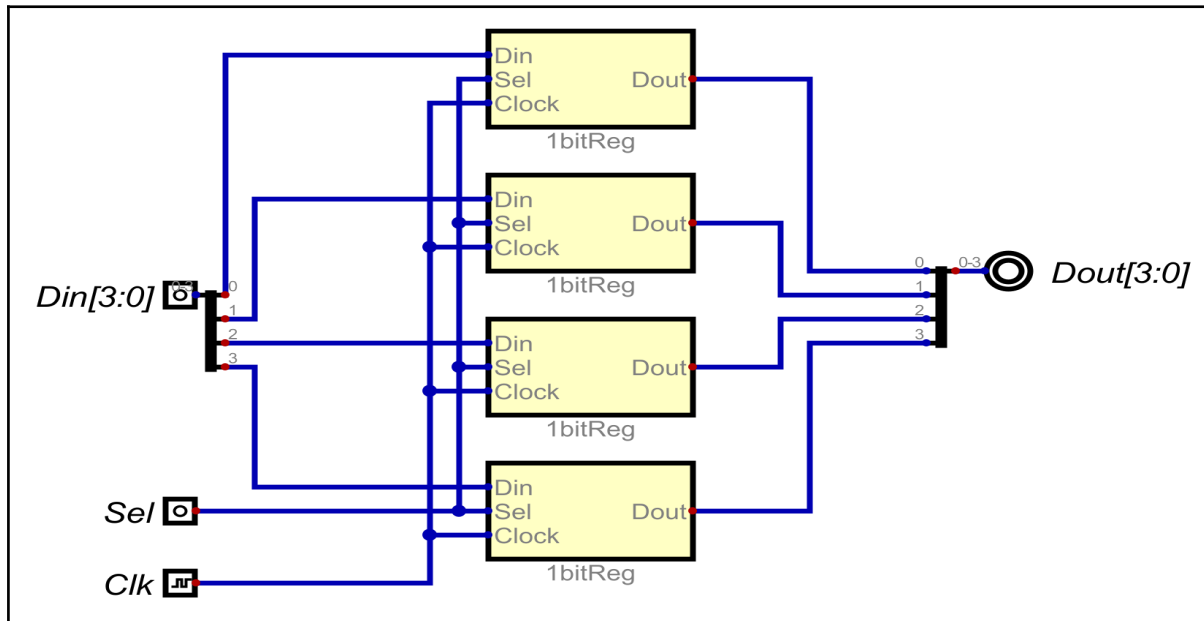 Din
Sel
Clock
Dout
1bitReg
Din
Sel
Clock
Dout
1bitReg
Din[3:0]
0-3
0
1
2
3
Din
Sel
Clock
Dout
1bitReg
Din
Sel
Clock
Dout
1bitReg
0
1
2
3
0-3
Dout[3:0]
Sel
Clk